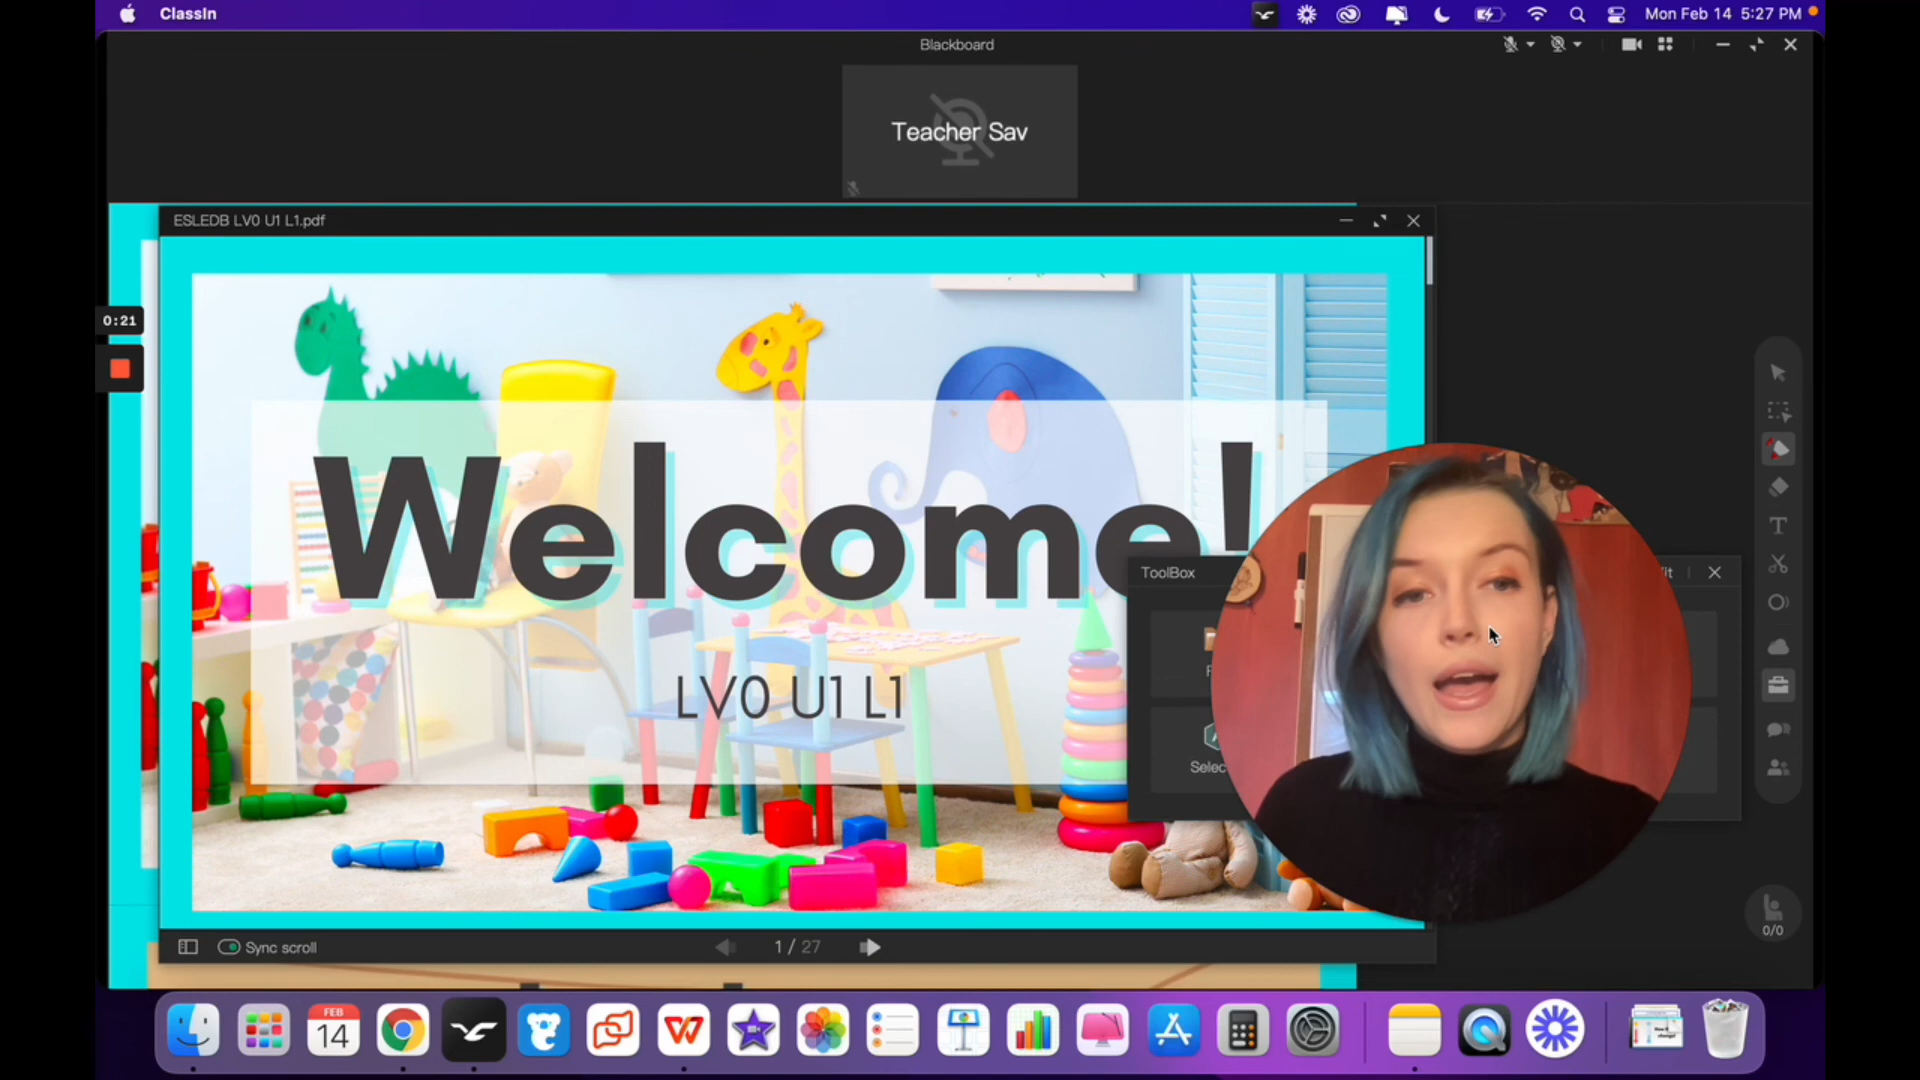 ClassIn
Mon Feb 14 5:27 PM
Blackboard
Teacher Sav
ESLEDB LV0 U1 L1.pdf
0:21
Welcome!
LV0 U1 L1
ToolBox
Selec
0/0
Sync scroll
1 / 27
FEB
14